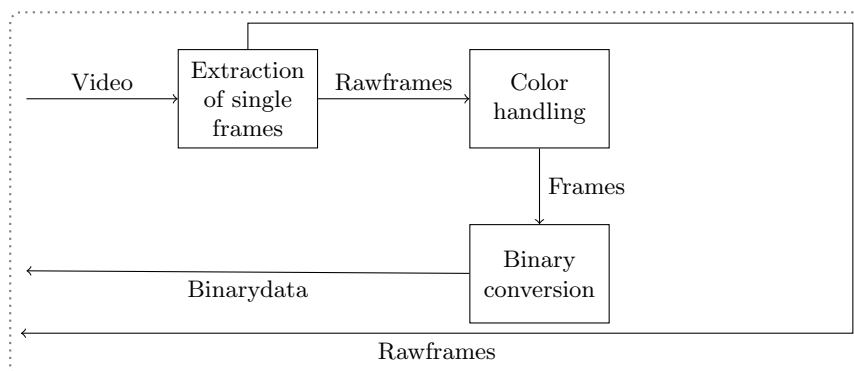 Video
Extraction
of single
frames
Rawframes
Color
handling
Frames
Binary
conversion
Binarydata
Rawframes